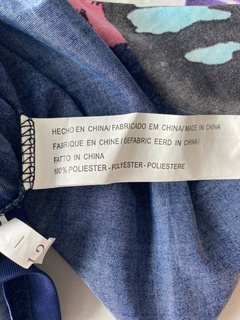 HECHO EN CHINA/ FABRICADO EM CHINA/ MADE IN CHINA
FABRIQUE EN CHINE/ GEFABRIC EERD IN CHINA/
FATTO IN CHINA
100% POLIESTER - POLYESTER - POLIESTERE
L